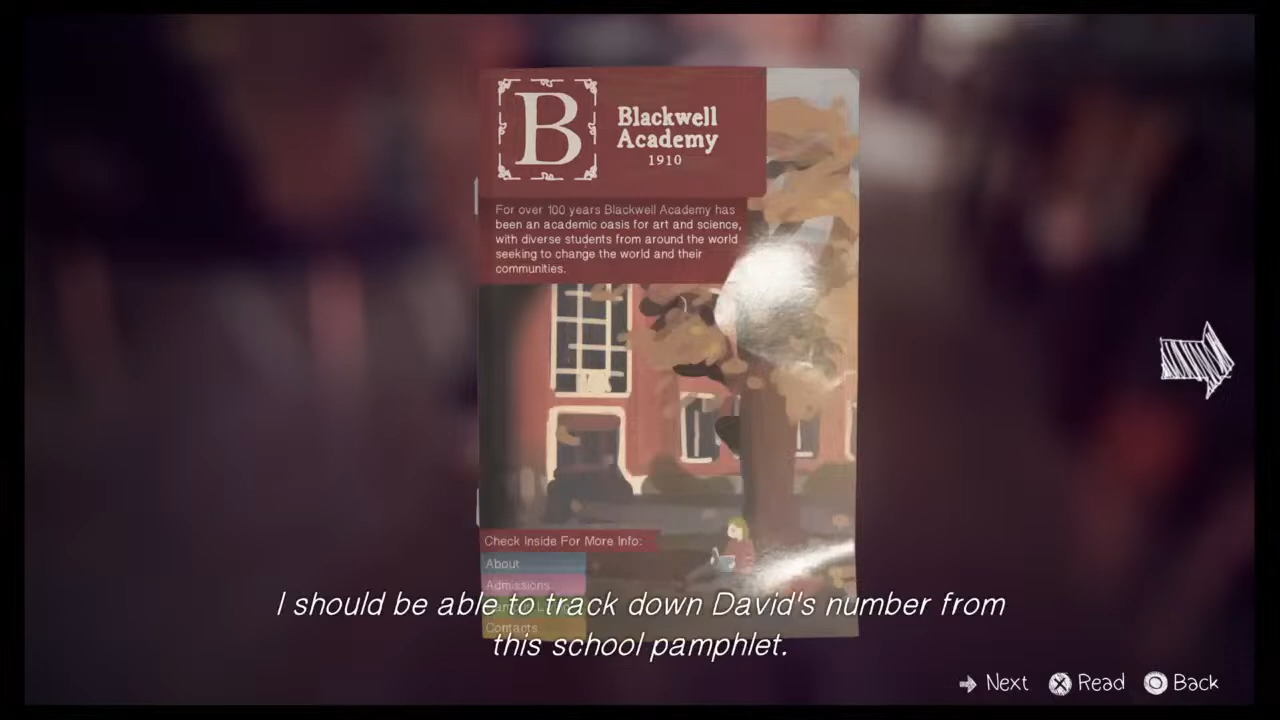 B
Blackwell
Academy
1910
For over 100 years Blackwell Academy has
been an academic oasis for art and science,
with diverse students from around the world
seeking to change the world and their
communities.
Check Inside For More Info:
About
Admissions
Contacts
I should be able to track down David's number from
this school pamphlet.
Next Read Back